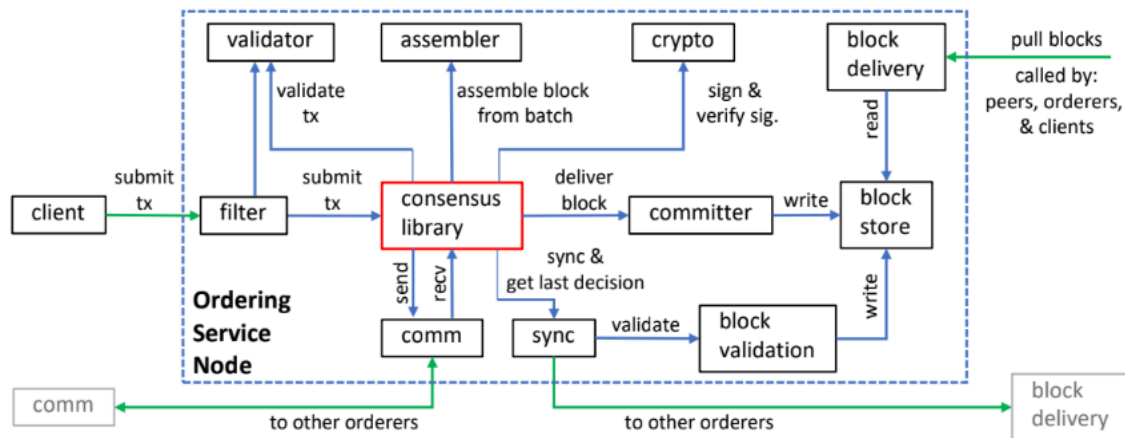 validator
assembler
crypto
block
delivery
pull blocks
called by:
peers, orderers,
& clients
validate
tx
assemble block
from batch
sign &
verify sig.
read
submit
tx
submit
tx
deliver
block
client
filter
consensus
library
committer
write
block
store
send
recv
sync &
get last decision
write
Ordering
Service
Node
comm
sync
validate
block
validation
comm
to other orderers
to other orderers
block
delivery